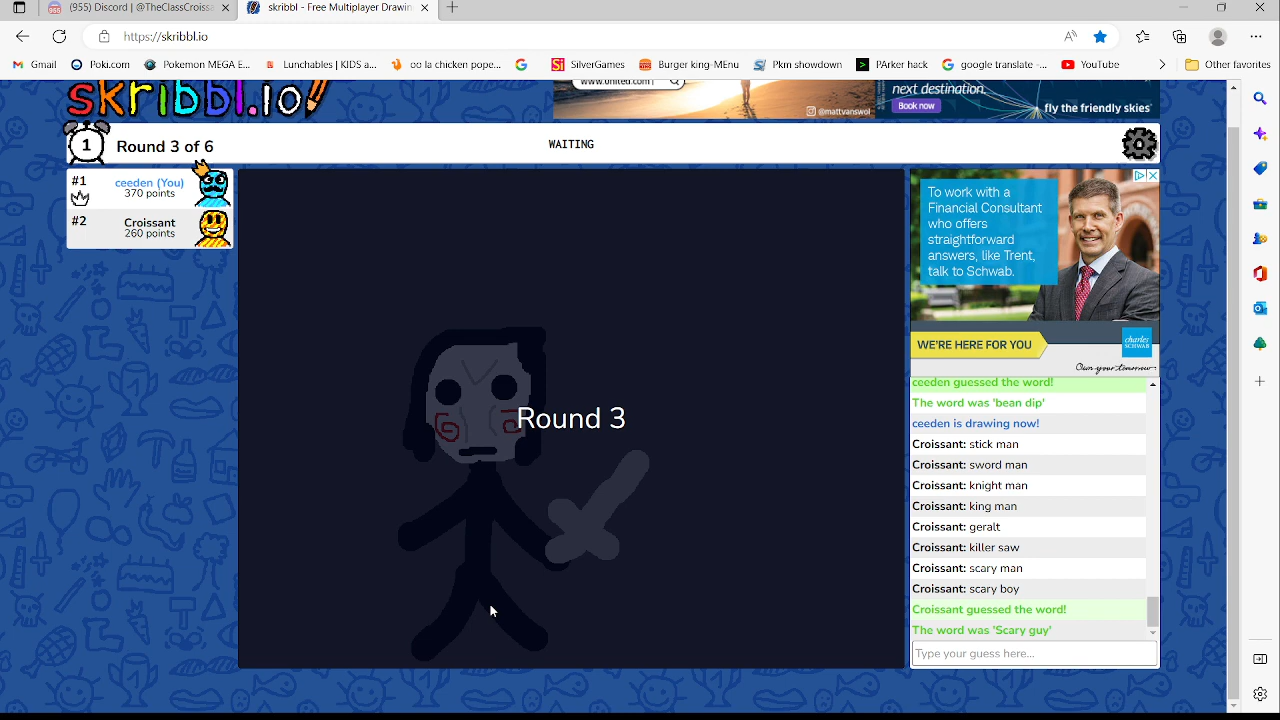 (955) Discord | @TheClassCroissa
skribbl - Free Multiplayer Drawin
https://skribbl.io
Gmail
Poki.com
Pokemon MEGA E...
Lunchables | KIDS a...
oo la chicken pope...
SilverGames
Burger king-MEnu
Pkm showdown
PArker hack
google translate -...
YouTube
Other favorites
skribbl.io
www.united.com
@mattvanswol
next destination.
Book now
fly the friendly skies
1
Round 3 of 6
WAITING
#1
ceeden (You)
370 points
#2
Croissant
260 points
Round 3
To work with a
Financial Consultant
who offers
straightforward
answers, like Trent,
talk to Schwab.
WE'RE HERE FOR YOU
charles
SCHWAB
Own your tomorrow.
ceeden guessed the word!
The word was 'bean dip'
ceeden is drawing now!
Croissant: stick man
Croissant: sword man
Croissant: knight man
Croissant: king man
Croissant: geralt
Croissant: killer saw
Croissant: scary man
Croissant: scary boy
Croissant guessed the word!
The word was 'Scary guy'
Type your guess here...